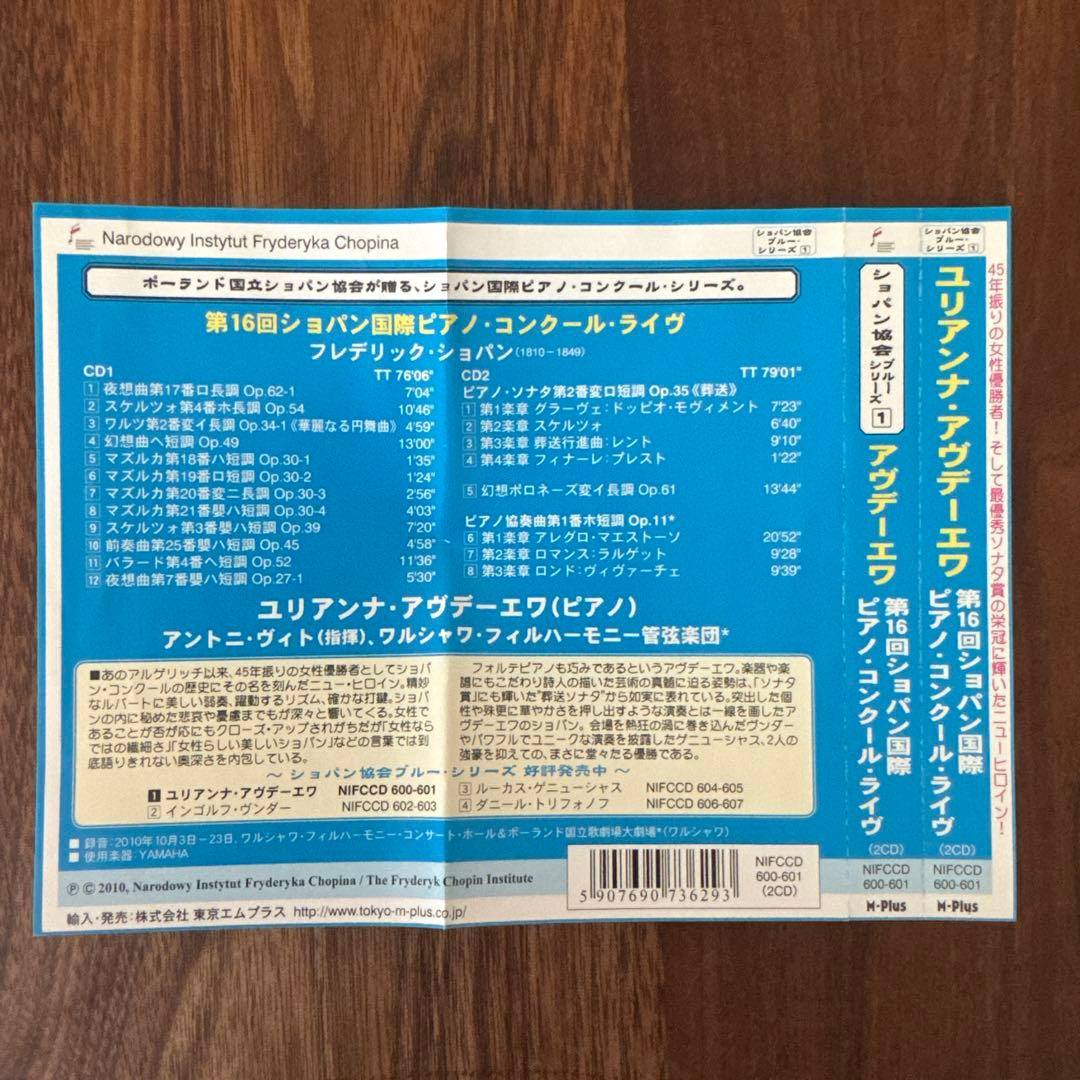 Narodowy Instytut Fryderyka Chopina
ショパン協会
ブルー・
シリーズ 1
ポーランド国立ショパン協会が贈る、ショパン国際ピアノ・コンクール・シリーズ。
第16回ショパン国際ピアノ・コンクール・ライヴ
フレデリック・ショパン(1810-1849)
CD1 TT 76'06"
1 夜想曲第17番ロ長調 Op.62-1 7'04"
2 スケルツォ第4番ホ長調 Op.54 10'46"
3 ワルツ第2番変イ長調 Op.34-1《華麗なる円舞曲》 4'59"
4 幻想曲ヘ短調 Op.49 13'00"
5 マズルカ第18番ハ短調 Op.30-1 1'35"
6 マズルカ第19番ロ短調 Op.30-2 1'24"
7 マズルカ第20番変ニ長調 Op.30-3 2'56"
8 マズルカ第21番嬰ハ短調 Op.30-4 4'03"
9 スケルツォ第3番嬰ハ短調 Op.39 7'20"
10 前奏曲第25番嬰ハ短調 Op.45 4'58"
11 バラード第4番ヘ短調 Op.52 11'36"
12 夜想曲第7番嬰ハ短調 Op.27-1 5'30"
CD2 TT 79'01"
ピアノ・ソナタ第2番変ロ短調 Op.35《葬送》
1 第1楽章 グラーヴェ:ドッピオ・モヴィメント 7'23"
2 第2楽章 スケルツォ 6'40"
3 第3楽章 葬送行進曲:レント 9'10"
4 第4楽章 フィナーレ:プレスト 1'22"
5 幻想ポロネーズ変イ長調 Op.61 13'44"
ピアノ協奏曲第1番ホ短調 Op.11*
6 第1楽章 アレグロ・マエストーソ 20'52"
7 第2楽章 ロマンス:ラルゲット 9'28"
8 第3楽章 ロンド:ヴィヴァーチェ 9'39"
ユリアンナ・アヴデーエワ(ピアノ)
アントニ・ヴィト(指揮)、ワルシャワ・フィルハーモニー管弦楽団*
■あのアルゲリッチ以来、45年振りの女性優勝者としてショパ
ン・コンクールの歴史にその名を刻んだニュー・ヒロイン。精妙
なルバートに美しい弱奏、躍動するリズム、確かな打鍵。ショパ
ンの内に秘めた悲哀や憂慮までもが深々と響いてくる。女性で
あることが否が応にもクローズ・アップされがちだが「女性なら
ではの繊細さ」「女性らしい美しいショパン」などの言葉では到
底語りきれない奥深さを内包している。
フォルテピアノも巧みであるというアヴデーエワ。楽器や楽
譜にもこだわり詩人の描いた芸術の真髄に迫る姿勢は、「ソナタ
賞」にも輝いた"葬送ソナタ"から如実に表れている。突出した個
性や殊更に華やかさを押し出すような演奏とは一線を画したア
ヴデーエワのショパン。会場を熱狂の渦に巻き込んだヴンダー
やパワフルでユニークな演奏を披露したゲニューシャス、2人の
強豪を抑えての、まさに堂々たる優勝である。
～ ショパン協会ブルー・シリーズ 好評発売中 ～
1 ユリアンナ・アヴデーエワ NIFCCD 600-601
2 インゴルフ・ヴンダー NIFCCD 602-603
3 ルーカス・ゲニューシャス NIFCCD 604-605
4 ダニール・トリフォノフ NIFCCD 606-607
■ 録音:2010年10月3日-23日、ワルシャワ・フィルハーモニー・コンサート・ホール&ポーランド国立歌劇場大劇場*(ワルシャワ)
■ 使用楽器:YAMAHA
Ⓟ © 2010, Narodowy Instytut Fryderyka Chopina / The Fryderyk Chopin Institute
輸入・発売:株式会社 東京エムプラス http://www.tokyo-m-plus.co.jp/
5 907690 736293
NIFCCD
600-601
(2CD)
ショパン協会
ブルー・
シリーズ
1
アヴデーエワ
第16回ショパン国際
ピアノ・コンクール・ライヴ
(2CD)
NIFCCD
600-601
M-Plus
ショパン協会
ブルー・
シリーズ 1
ユリアンナ・アヴデーエワ
第16回ショパン国際
ピアノ・コンクール・ライヴ
(2CD)
NIFCCD
600-601
M-Plus
45年振りの女性優勝者!そして最優秀ソナタ賞の栄冠に輝いたニューヒロイン!